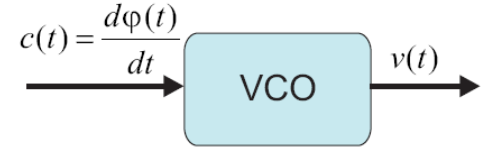 c(t) = dφ(t)/dt
VCO
v(t)